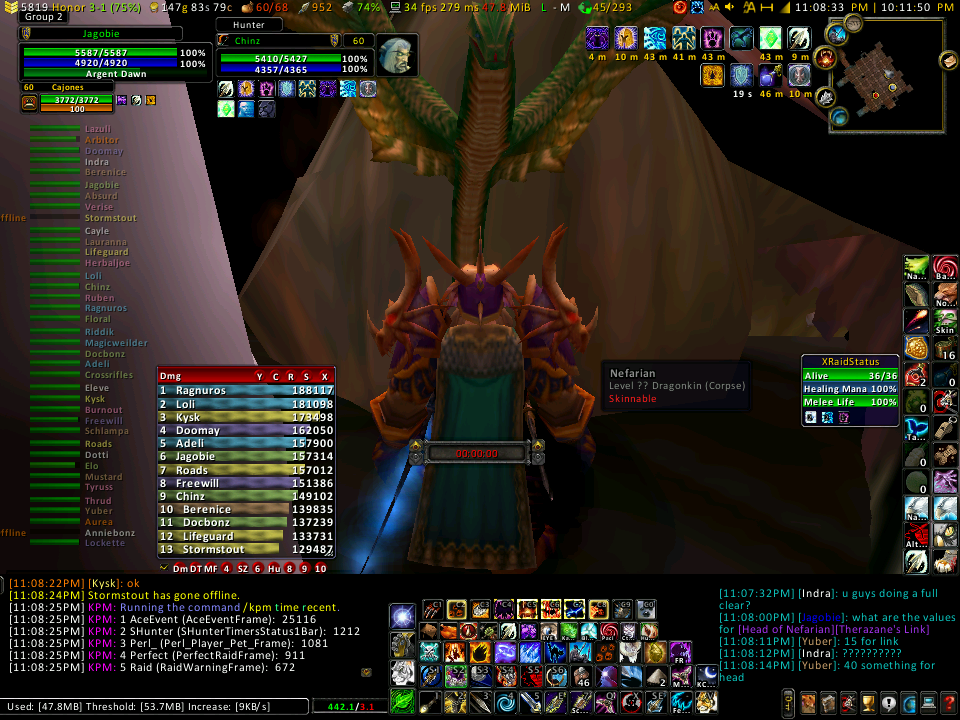 5819 Honor 3-1 (75%) 147g 83s 79c 60/68 952 74% 34 fps 279 ms 47.8 MiB L - M 45/293 11:08:33 PM 10:11:50 PM
Group 2
Jagobie
5587/5587 100%
4920/4920 100%
Argent Dawn
Hunter
Chinz 60
5410/5427 100%
4357/4365 100%
60 Cajones
3772/3772
100
4 m 10 m 43 m 41 m 43 m 43 m 9 m
19 s 46 m 10 m
Lazuli
Arbitor
Doomay
Indra
Berenice
Jagobie
Absurd
Verise
ffline Stormstout
Cayle
Lauranna
Lifeguard
Herbaljoe
Loli
Chinz
Ruben
Ragnuros
Floral
Riddik
Magicweilder
Docbonz
Adeli
Crossrifles
Eleve
Kysk
Burnout
Freewill
Schlampa
Roads
Dotti
Elo
Mustard
Tyruss
Thrud
Yuber
Aurea
ffline Anniebonz
Lockette
Dmg Y C R S X
1 Ragnuros 188117
2 Loli 181098
3 Kysk 173498
4 Doomay 162050
5 Adeli 157900
6 Jagobie 157314
7 Roads 157012
8 Freewill 151386
9 Chinz 149102
10 Berenice 139835
11 Docbonz 137239
12 Lifeguard 133731
13 Stormstout 129487
Dm DT MF 4 SZ 6 Hu 8 9 10
Nefarian
Level ?? Dragonkin (Corpse)
Skinnable
00:00:00
XRaidStatus
Alive 36/36
Healing Mana 100%
Melee Life 100%
Na... Ba...
No...
Skin
16
2 0
0
Ta...
0
0
Na...
Alt...
[11:08:22PM] [Kysk]: ok
[11:08:24PM] Stormstout has gone offline.
[11:08:25PM] KPM: Running the command /kpm time recent.
[11:08:25PM] KPM: 1 AceEvent (AceEventFrame): 25116
[11:08:25PM] KPM: 2 SHunter (SHunterTimersStatus1Bar): 1212
[11:08:25PM] KPM: 3 Perl_ (Perl_Player_Pet_Frame): 1081
[11:08:25PM] KPM: 4 Perfect (PerfectRaidFrame): 911
[11:08:25PM] KPM: 5 Raid (RaidWarningFrame): 672
[11:07:32PM] [Indra]: u guys doing a full clear?
[11:08:00PM] [Jagobie]: what are the values for [Head of Nefarian][Therazane's Link]
[11:08:11PM] [Yuber]: 15 for link
[11:08:12PM] [Indra]: ??????????
[11:08:14PM] [Yuber]: 40 something for head
Used: [47.8MB] Threshold: [53.7MB] Increase: [9KB/s]
442.1/3.1